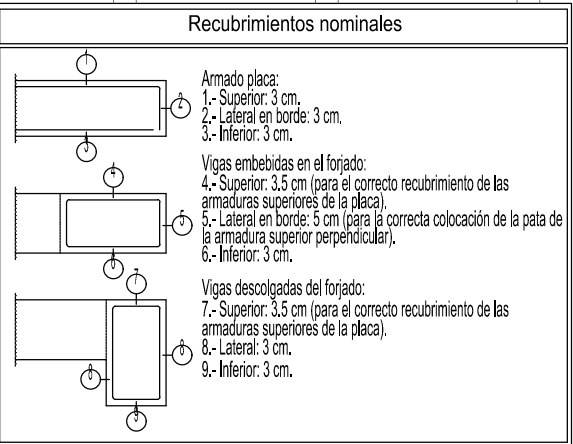 Recubrimientos nominales
1
2
3
Armado placa:
1.- Superior: 3 cm.
2.- Lateral en borde: 3 cm.
3.- Inferior: 3 cm.
4
5
6
Vigas embebidas en el forjado:
4.- Superior: 3.5 cm (para el correcto recubrimiento de las
armaduras superiores de la placa).
5.- Lateral en borde: 5 cm (para la correcta colocación de la pata de
la armadura superior perpendicular).
6.- Inferior: 3 cm.
7
8
8
9
Vigas descolgadas del forjado:
7.- Superior: 3.5 cm (para el correcto recubrimiento de las
armaduras superiores de la placa).
8.- Lateral: 3 cm.
9.- Inferior: 3 cm.